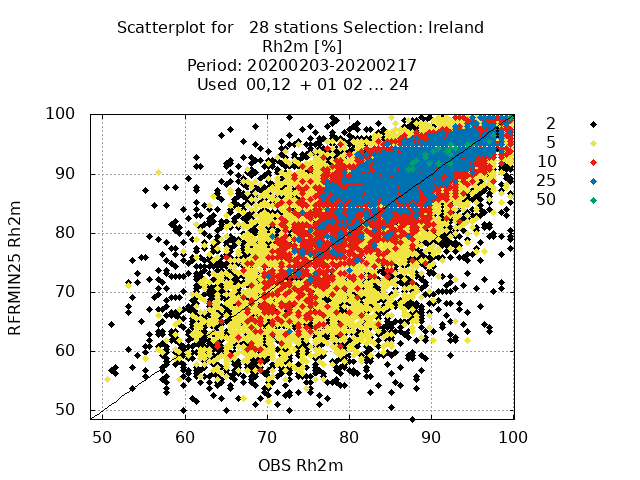 Scatterplot for   28 stations Selection: Ireland
Rh2m [%]
Period: 20200203-20200217
Used  00,12  + 01 02 ... 24
RFRMIN25 Rh2m
100
90
80
70
60
50
50 60 70 80 90 100
OBS Rh2m
2
5
10
25
50